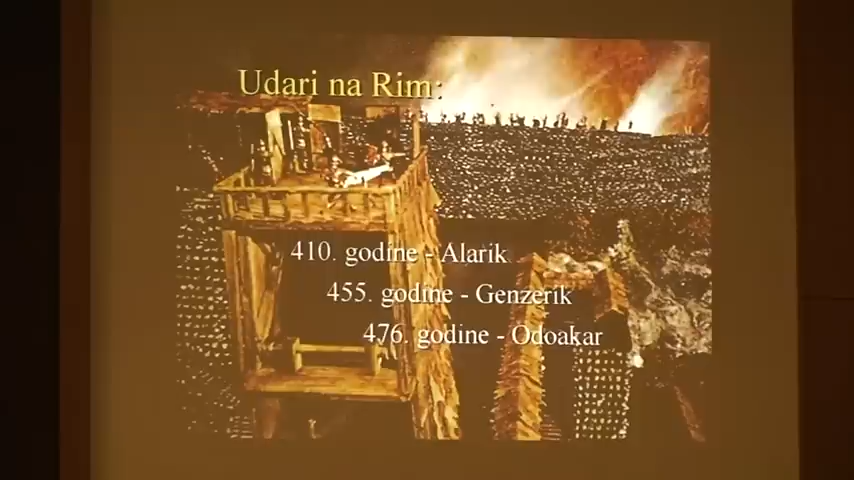 Udari na Rim:
410. godine - Alarik
455. godine - Genzerik
476. godine - Odoakar